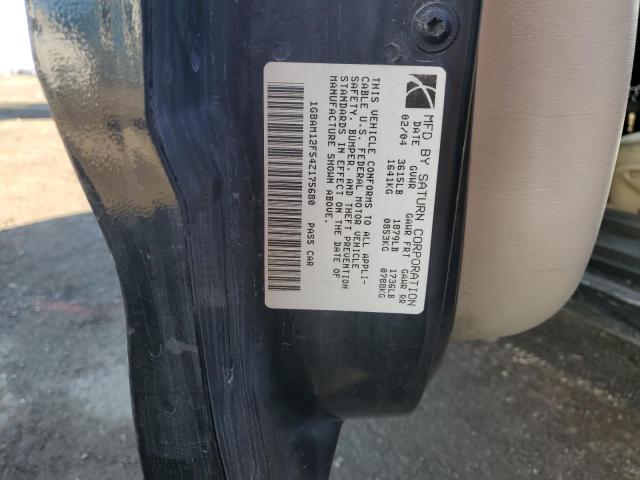 MFD BY SATURN CORPORATION
DATE GVWR GAWR FRT GAWR RR
02/04 3615LB 1879LB 1736LB
1641KG 0853KG 0788KG
THIS VEHICLE CONFORMS TO ALL APPLI-
CABLE U.S. FEDERAL MOTOR VEHICLE
SAFETY, BUMPER, AND THEFT PREVENTION
STANDARDS IN EFFECT ON THE DATE OF
MANUFACTURE SHOWN ABOVE.
1G8AM12FS4Z175680 PASS CAR